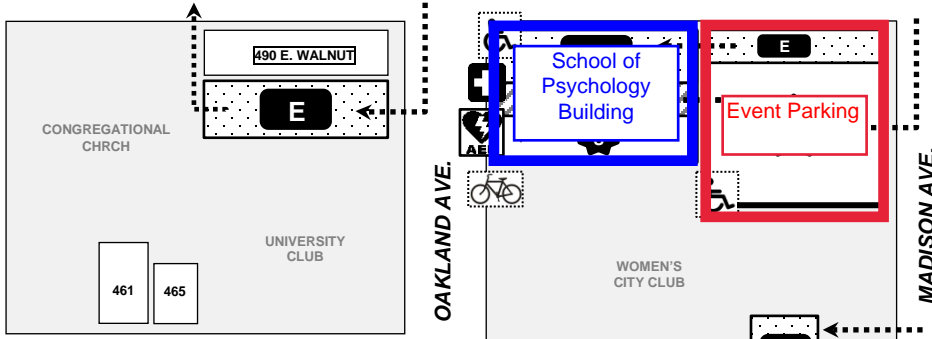 490 E. WALNUT
E
CONGREGATIONAL
CHRCH
UNIVERSITY
CLUB
461
465
OAKLAND AVE.
School of
Psychology
Building
E
Event Parking
WOMEN'S
CITY CLUB
MADISON AVE.